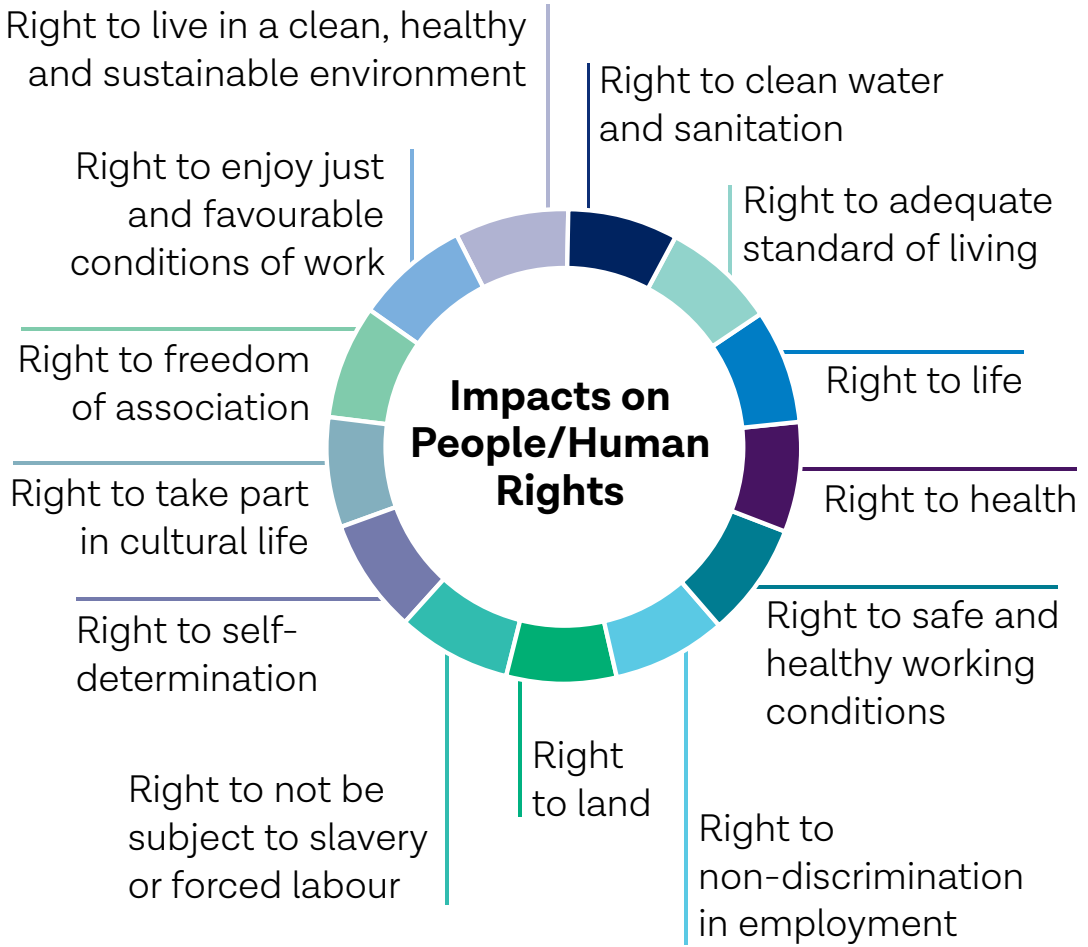 Right to live in a clean, healthy
and sustainable environment
Right to clean water
and sanitation
Right to enjoy just
and favourable
conditions of work
Right to adequate
standard of living
Right to freedom
of association
Right to life
Impacts on
People/Human
Rights
Right to take part
in cultural life
Right to health
Right to self-
determination
Right to safe and
healthy working
conditions
Right to not be
subject to slavery
or forced labour
Right
to land
Right to
non-discrimination
in employment